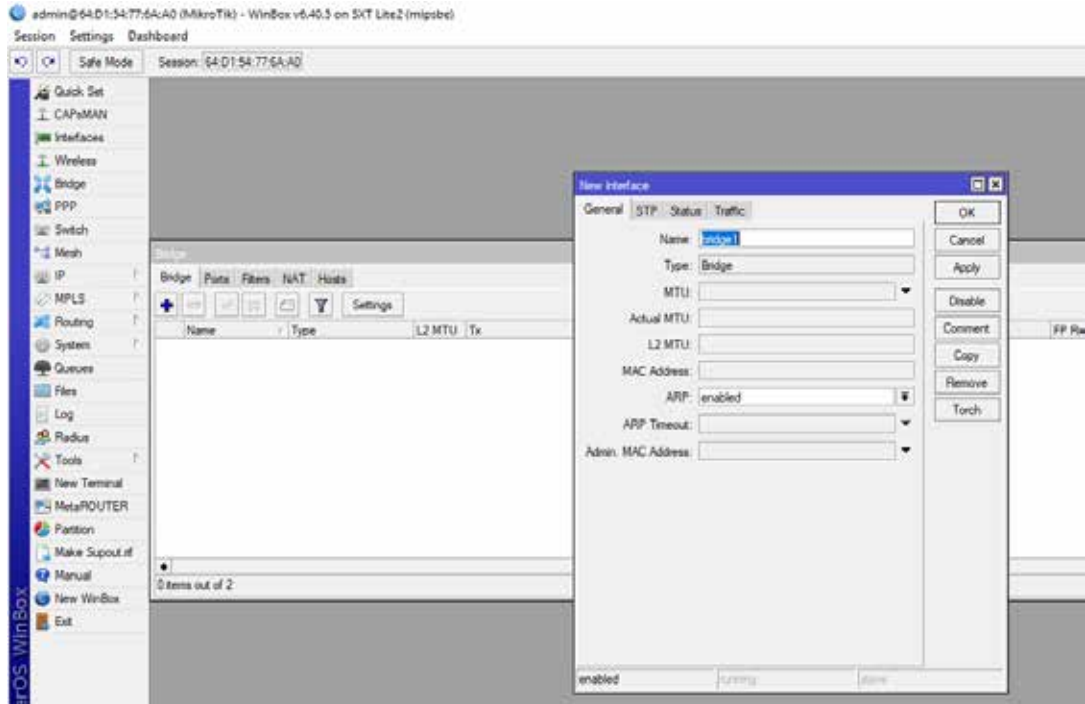 admin@64:D1:54:77:6A:A0 (MikroTik) - WinBox v6.40.5 on SXT Lite2 (mipsbe)
Session Settings Dashboard
Safe Mode Session: 64:D1:54:77:6A:A0
Quick Set
CAPsMAN
Interfaces
Wireless
Bridge
PPP
Switch
Mesh
IP
MPLS
Routing
System
Queues
Files
Log
Radius
Tools
New Terminal
MetaROUTER
Partition
Make Supout.rif
Manual
New WinBox
Exit
erOS WinBox
Bridge
Bridge Ports Filters NAT Hosts
Settings
Name Type L2 MTU Tx
FP Rx
0 items out of 2
New Interface
General STP Status Traffic
Name: bridge1
Type: Bridge
MTU:
Actual MTU:
L2 MTU:
MAC Address:
ARP: enabled
ARP Timeout:
Admin. MAC Address:
OK
Cancel
Apply
Disable
Comment
Copy
Remove
Torch
enabled running slave